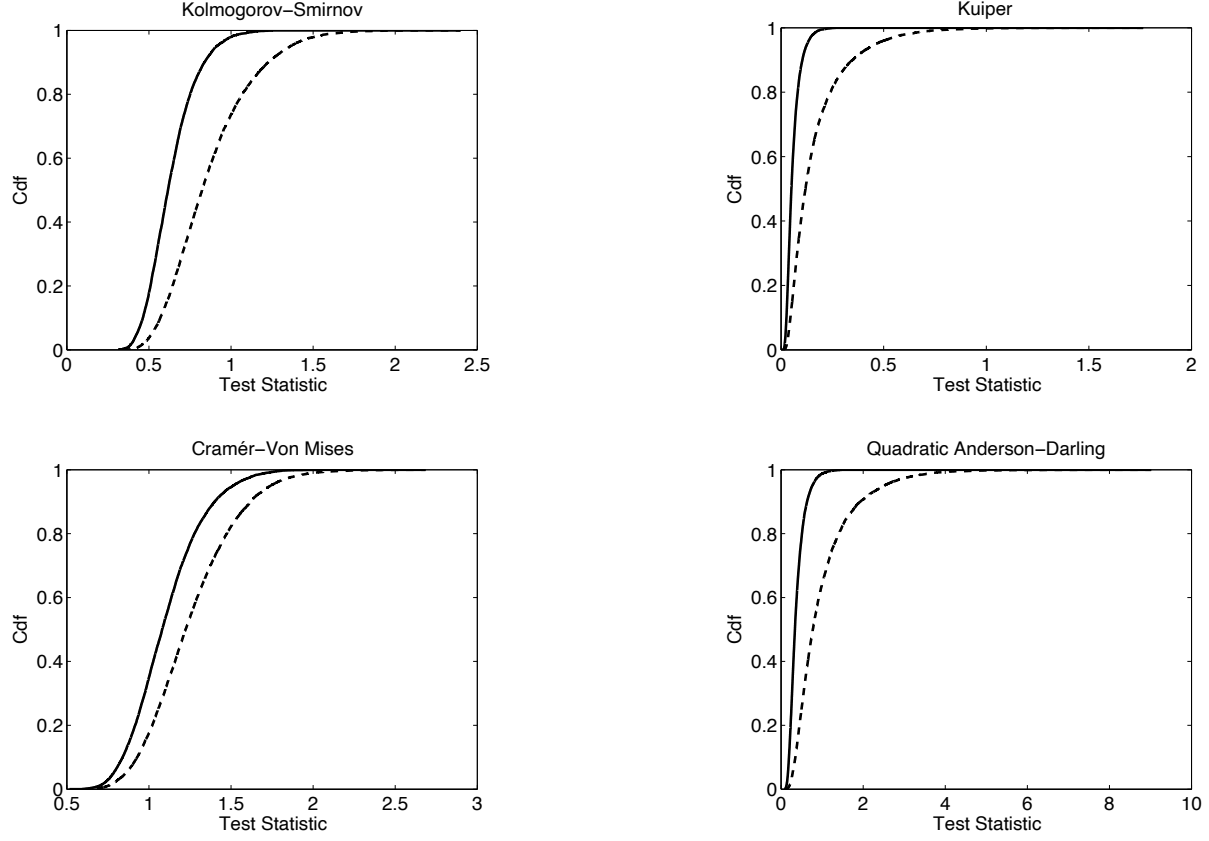 Kolmogorov−Smirnov
1
0.8
0.6
0.4
0.2
0
Cdf
0 0.5 1 1.5 2 2.5
Test Statistic
Kuiper
1
0.8
0.6
0.4
0.2
0
Cdf
0 0.5 1 1.5 2
Test Statistic
Cramér−Von Mises
1
0.8
0.6
0.4
0.2
0
Cdf
0.5 1 1.5 2 2.5 3
Test Statistic
Quadratic Anderson−Darling
1
0.8
0.6
0.4
0.2
0
Cdf
0 2 4 6 8 10
Test Statistic